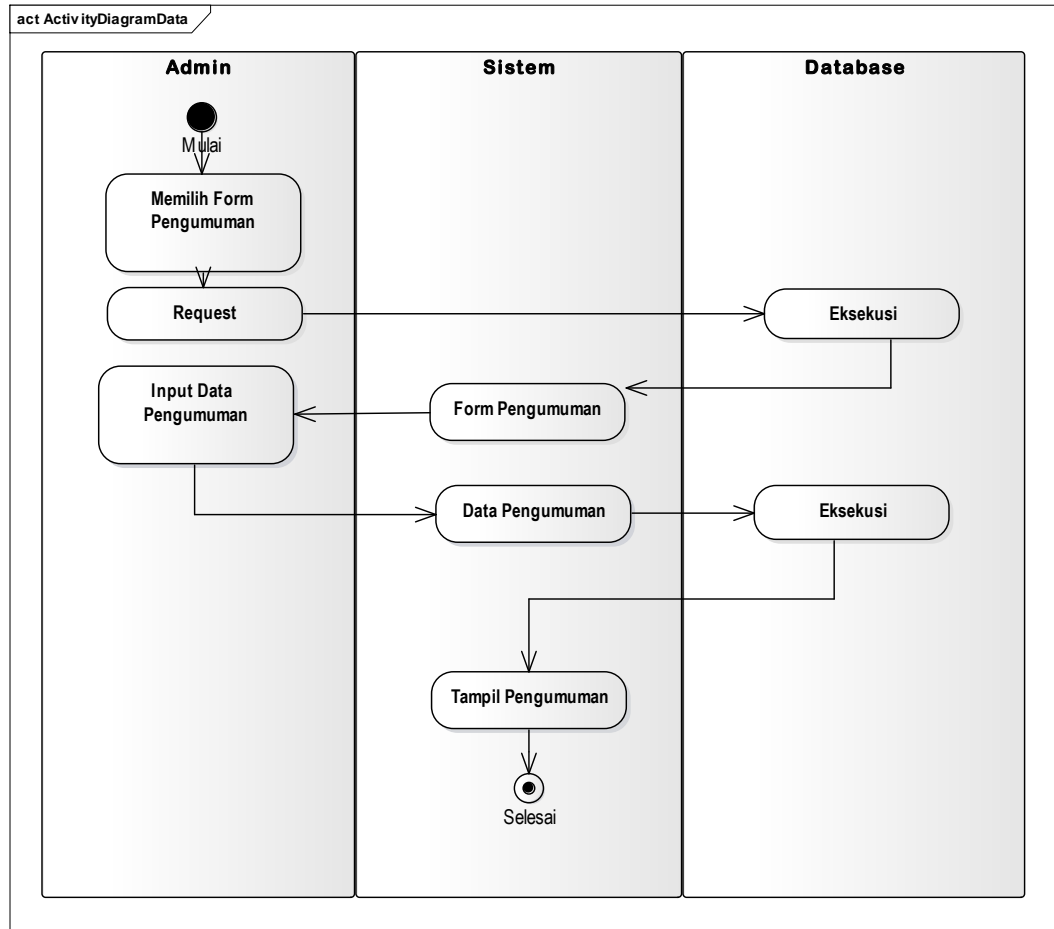 act ActivityDiagramData
Admin
Sistem
Database
Mulai
Memilih Form
Pengumuman
Request
Eksekusi
Input Data
Pengumuman
Form Pengumuman
Data Pengumuman
Eksekusi
Tampil Pengumuman
Selesai